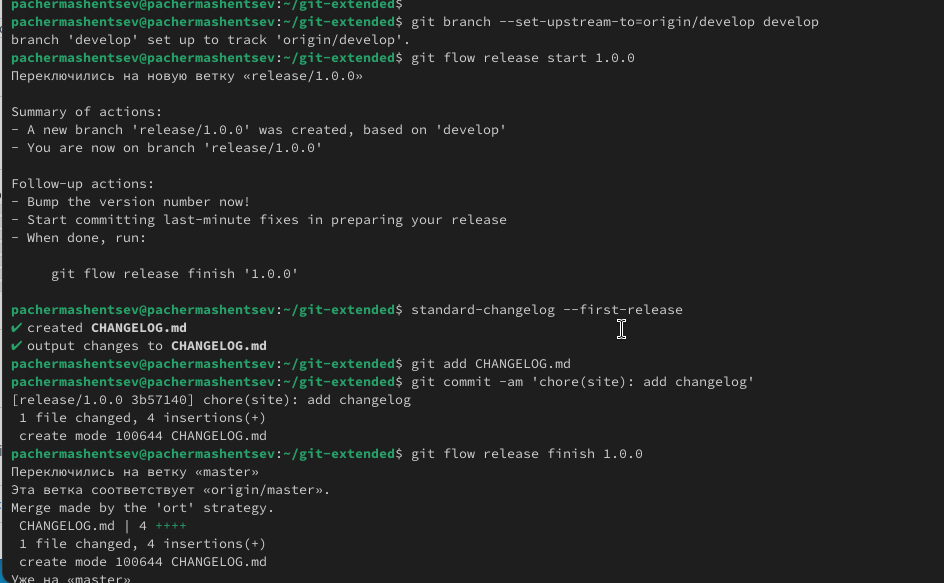 pachermashentsev@pachermashentsev:~/git-extended$
pachermashentsev@pachermashentsev:~/git-extended$ git branch --set-upstream-to=origin/develop develop
branch 'develop' set up to track 'origin/develop'.
pachermashentsev@pachermashentsev:~/git-extended$ git flow release start 1.0.0
Переключились на новую ветку «release/1.0.0»
Summary of actions:
- A new branch 'release/1.0.0' was created, based on 'develop'
- You are now on branch 'release/1.0.0'
Follow-up actions:
- Bump the version number now!
- Start committing last-minute fixes in preparing your release
- When done, run:
git flow release finish '1.0.0'
pachermashentsev@pachermashentsev:~/git-extended$ standard-changelog --first-release
✔ created CHANGELOG.md
✔ output changes to CHANGELOG.md
pachermashentsev@pachermashentsev:~/git-extended$ git add CHANGELOG.md
pachermashentsev@pachermashentsev:~/git-extended$ git commit -am 'chore(site): add changelog'
[release/1.0.0 3b57140] chore(site): add changelog
1 file changed, 4 insertions(+)
create mode 100644 CHANGELOG.md
pachermashentsev@pachermashentsev:~/git-extended$ git flow release finish 1.0.0
Переключились на ветку «master»
Эта ветка соответствует «origin/master».
Merge made by the 'ort' strategy.
CHANGELOG.md | 4 ++++
1 file changed, 4 insertions(+)
create mode 100644 CHANGELOG.md
Уже на «master»